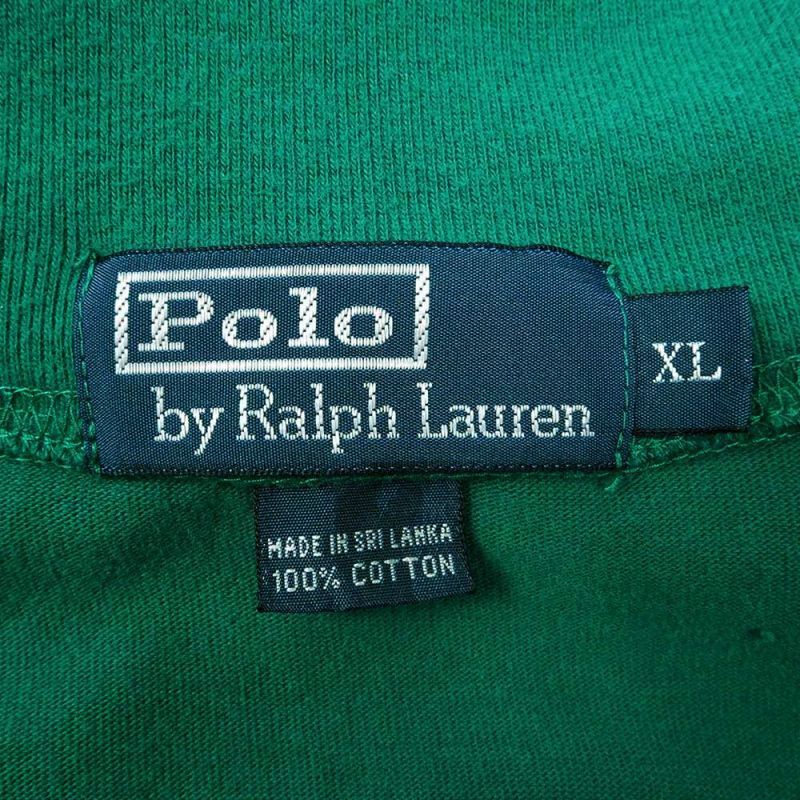 Polo
by Ralph Lauren
XL
MADE IN SRI LANKA
100% COTTON